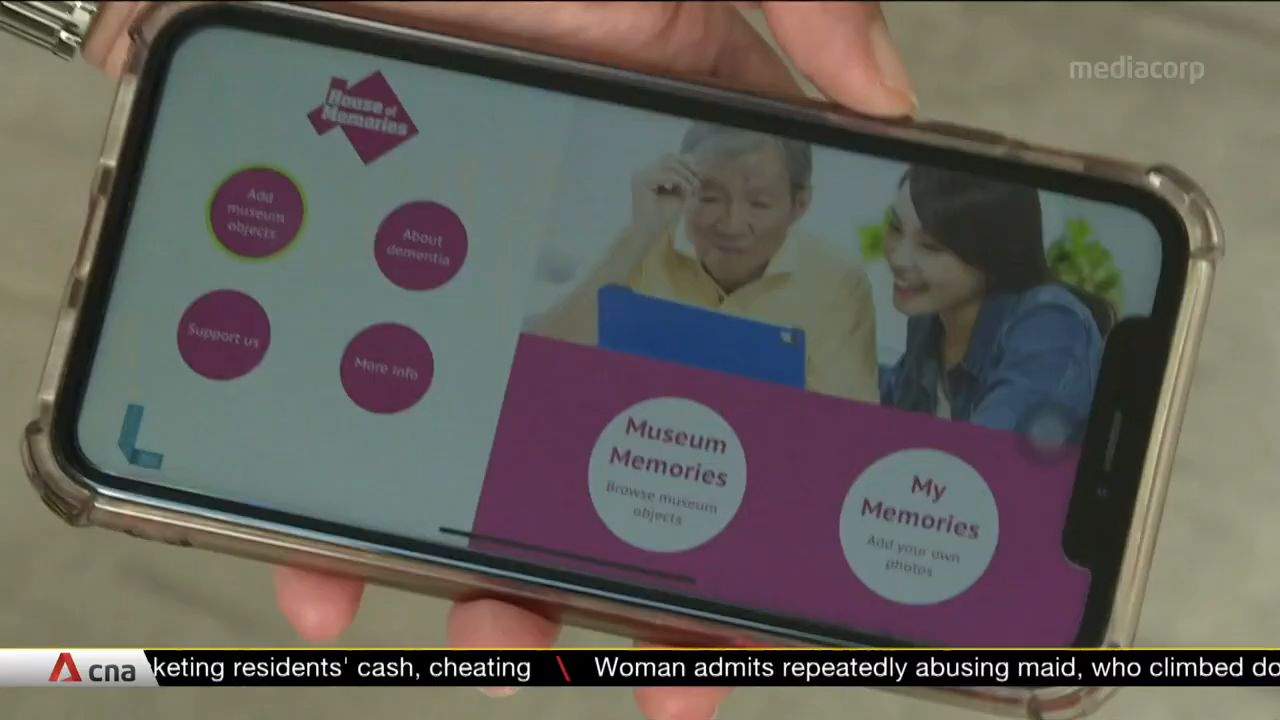 mediacorp
House of
Memories
Add
museum
objects
About
dementia
Support us
More info
Museum
Memories
Browse museum
objects
My
Memories
Add your own
photos
cna
keting residents' cash, cheating \ Woman admits repeatedly abusing maid, who climbed do